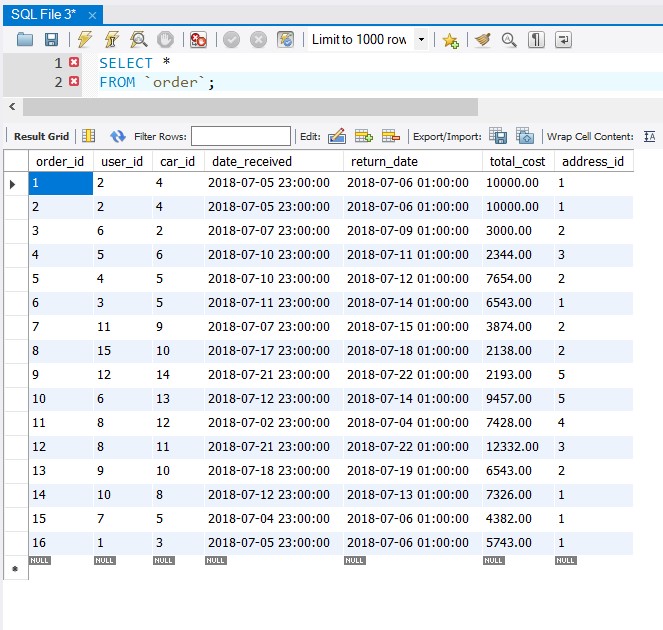 SQL File 3* ×
Limit to 1000 row
1 SELECT *
2 FROM `order`;
Result Grid Filter Rows: Edit: Export/Import: Wrap Cell Content:
order_id user_id car_id date_received return_date total_cost address_id
1 2 4 2018-07-05 23:00:00 2018-07-06 01:00:00 10000.00 1
2 2 4 2018-07-05 23:00:00 2018-07-06 01:00:00 10000.00 1
3 6 2 2018-07-07 23:00:00 2018-07-09 01:00:00 3000.00 2
4 5 6 2018-07-10 23:00:00 2018-07-11 01:00:00 2344.00 3
5 4 5 2018-07-10 23:00:00 2018-07-12 01:00:00 7654.00 2
6 3 5 2018-07-11 23:00:00 2018-07-14 01:00:00 6543.00 1
7 11 9 2018-07-07 23:00:00 2018-07-15 01:00:00 3874.00 2
8 15 10 2018-07-17 23:00:00 2018-07-18 01:00:00 2138.00 2
9 12 14 2018-07-21 23:00:00 2018-07-22 01:00:00 2193.00 5
10 6 13 2018-07-12 23:00:00 2018-07-14 01:00:00 9457.00 5
11 8 12 2018-07-02 23:00:00 2018-07-04 01:00:00 7428.00 4
12 8 11 2018-07-21 23:00:00 2018-07-22 01:00:00 12332.00 3
13 9 10 2018-07-18 23:00:00 2018-07-19 01:00:00 6543.00 2
14 10 8 2018-07-12 23:00:00 2018-07-13 01:00:00 7326.00 1
15 7 5 2018-07-04 23:00:00 2018-07-06 01:00:00 4382.00 1
16 1 3 2018-07-05 23:00:00 2018-07-06 01:00:00 5743.00 1
NULL NULL NULL NULL NULL NULL NULL